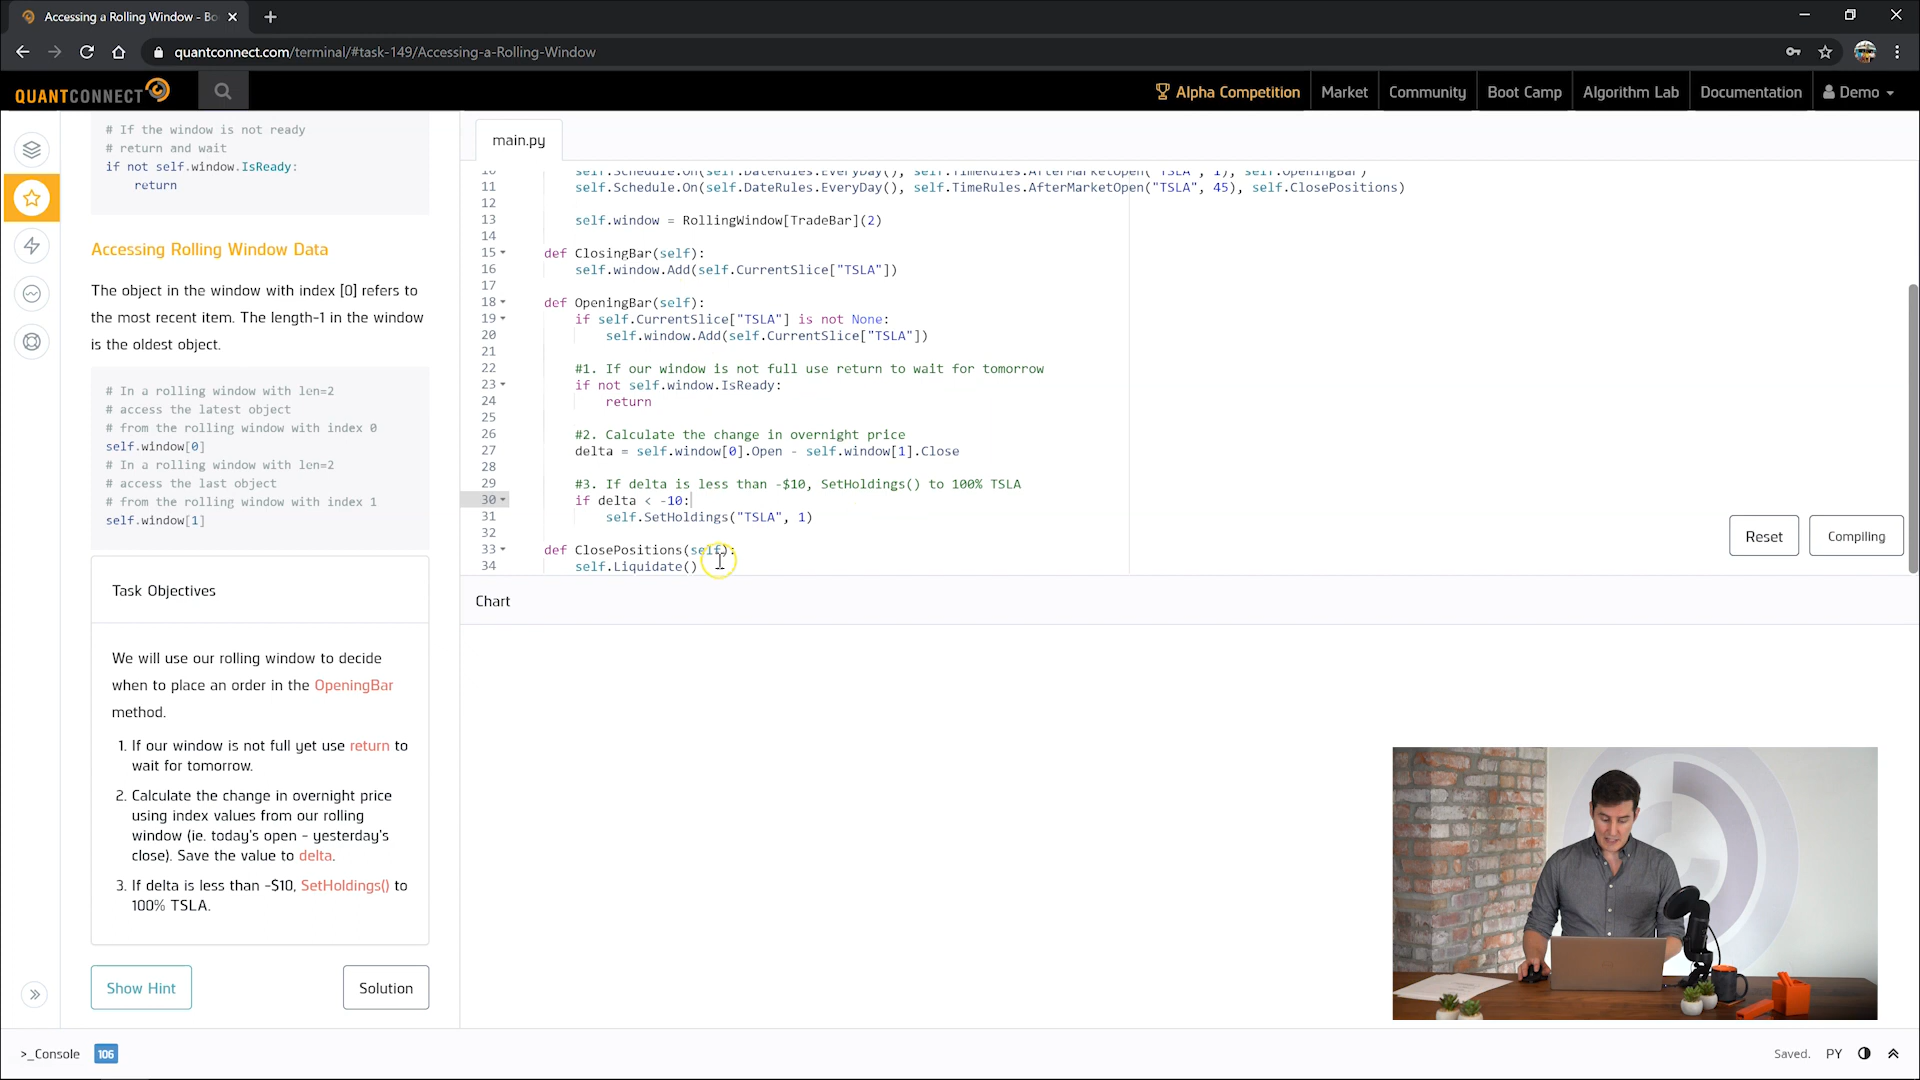 Accessing a Rolling Window - Bo
quantconnect.com/terminal/#task-149/Accessing-a-Rolling-Window
QUANTCONNECT
Alpha Competition
Market
Community
Boot Camp
Algorithm Lab
Documentation
Demo
# If the window is not ready
# return and wait
if not self.window.IsReady:
return
Accessing Rolling Window Data
The object in the window with index [0] refers to
the most recent item. The length-1 in the window
is the oldest object.
# In a rolling window with len=2
# access the latest object
# from the rolling window with index 0
self.window[0]
# In a rolling window with len=2
# access the last object
# from the rolling window with index 1
self.window[1]
Task Objectives
We will use our rolling window to decide
when to place an order in the OpeningBar
method.
1. If our window is not full yet use return to
wait for tomorrow.
2. Calculate the change in overnight price
using index values from our rolling
window (ie. today's open - yesterday's
close). Save the value to delta.
3. If delta is less than -$10, SetHoldings() to
100% TSLA.
Show Hint
Solution
main.py
10 self.Schedule.On(self.DateRules.EveryDay(), self.TimeRules.AfterMarketOpen("TSLA", 1), self.OpeningBar)
11 self.Schedule.On(self.DateRules.EveryDay(), self.TimeRules.AfterMarketOpen("TSLA", 45), self.ClosePositions)
12
13 self.window = RollingWindow[TradeBar](2)
14
15 def ClosingBar(self):
16 self.window.Add(self.CurrentSlice["TSLA"])
17
18 def OpeningBar(self):
19 if self.CurrentSlice["TSLA"] is not None:
20 self.window.Add(self.CurrentSlice["TSLA"])
21
22 #1. If our window is not full use return to wait for tomorrow
23 if not self.window.IsReady:
24 return
25
26 #2. Calculate the change in overnight price
27 delta = self.window[0].Open - self.window[1].Close
28
29 #3. If delta is less than -$10, SetHoldings() to 100% TSLA
30 if delta < -10:
31 self.SetHoldings("TSLA", 1)
32
33 def ClosePositions(self):
34 self.Liquidate()
Reset
Compiling
Chart
>_Console 106
Saved. PY